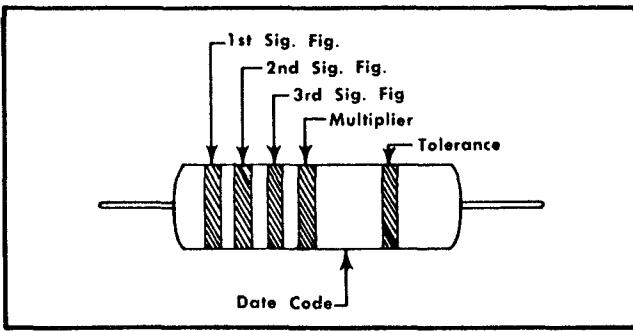 1st Sig. Fig.
2nd Sig. Fig.
3rd Sig. Fig
Multiplier
Tolerance
Date Code